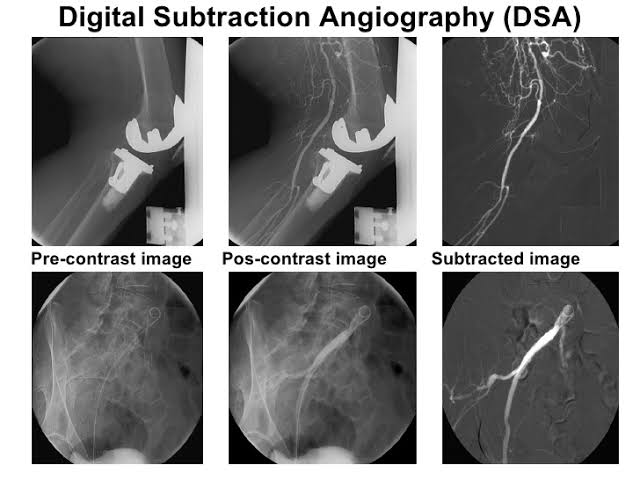 Digital Subtraction Angiography (DSA)
Pre-contrast image
Pos-contrast image
Subtracted image